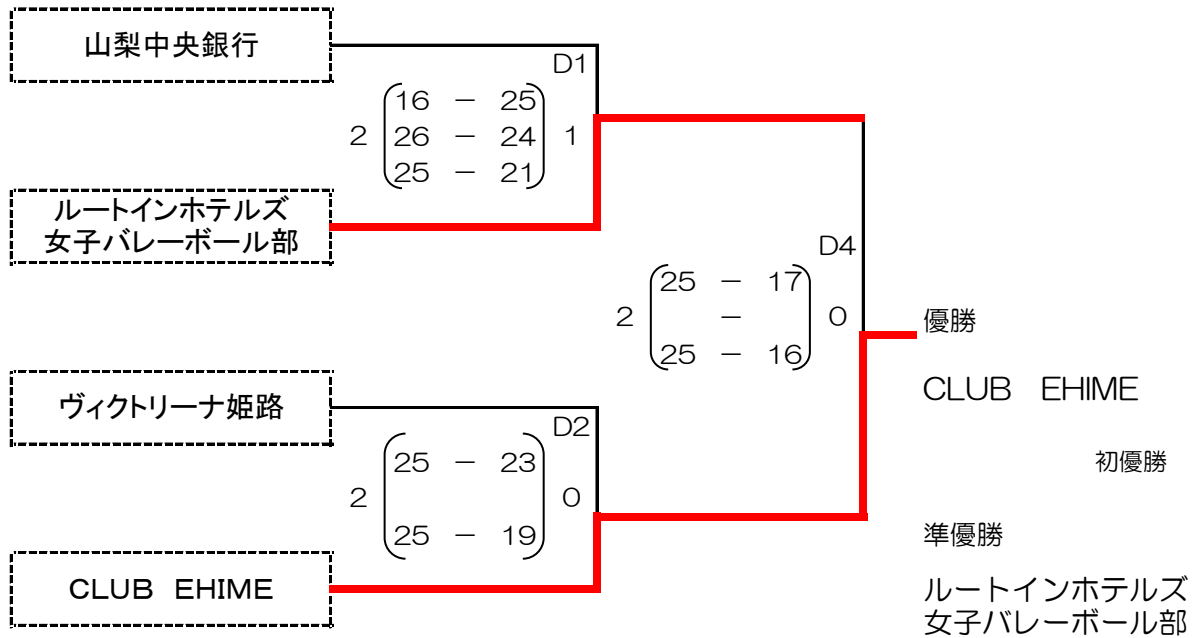 山梨中央銀行
D1
16 － 25
2 26 － 24 1
25 － 21
ルートインホテルズ
女子バレーボール部
D4
25 － 17
2 － 0
25 － 16
優勝
CLUB EHIME
初優勝
ヴィクトリーナ姫路
D2
25 － 23
2 0
25 － 19
CLUB EHIME
準優勝
ルートインホテルズ
女子バレーボール部